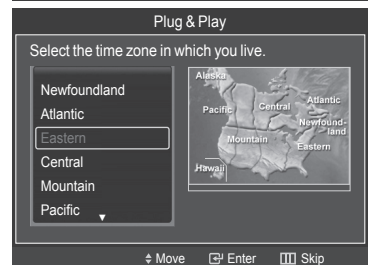 Plug & Play
Select the time zone in which you live.
Newfoundland
Atlantic
Eastern
Central
Mountain
Pacific
Alaska
Pacific
Central
Atlantic
Newfound-
land
Mountain
Eastern
Hawaii
Move
Enter
Skip